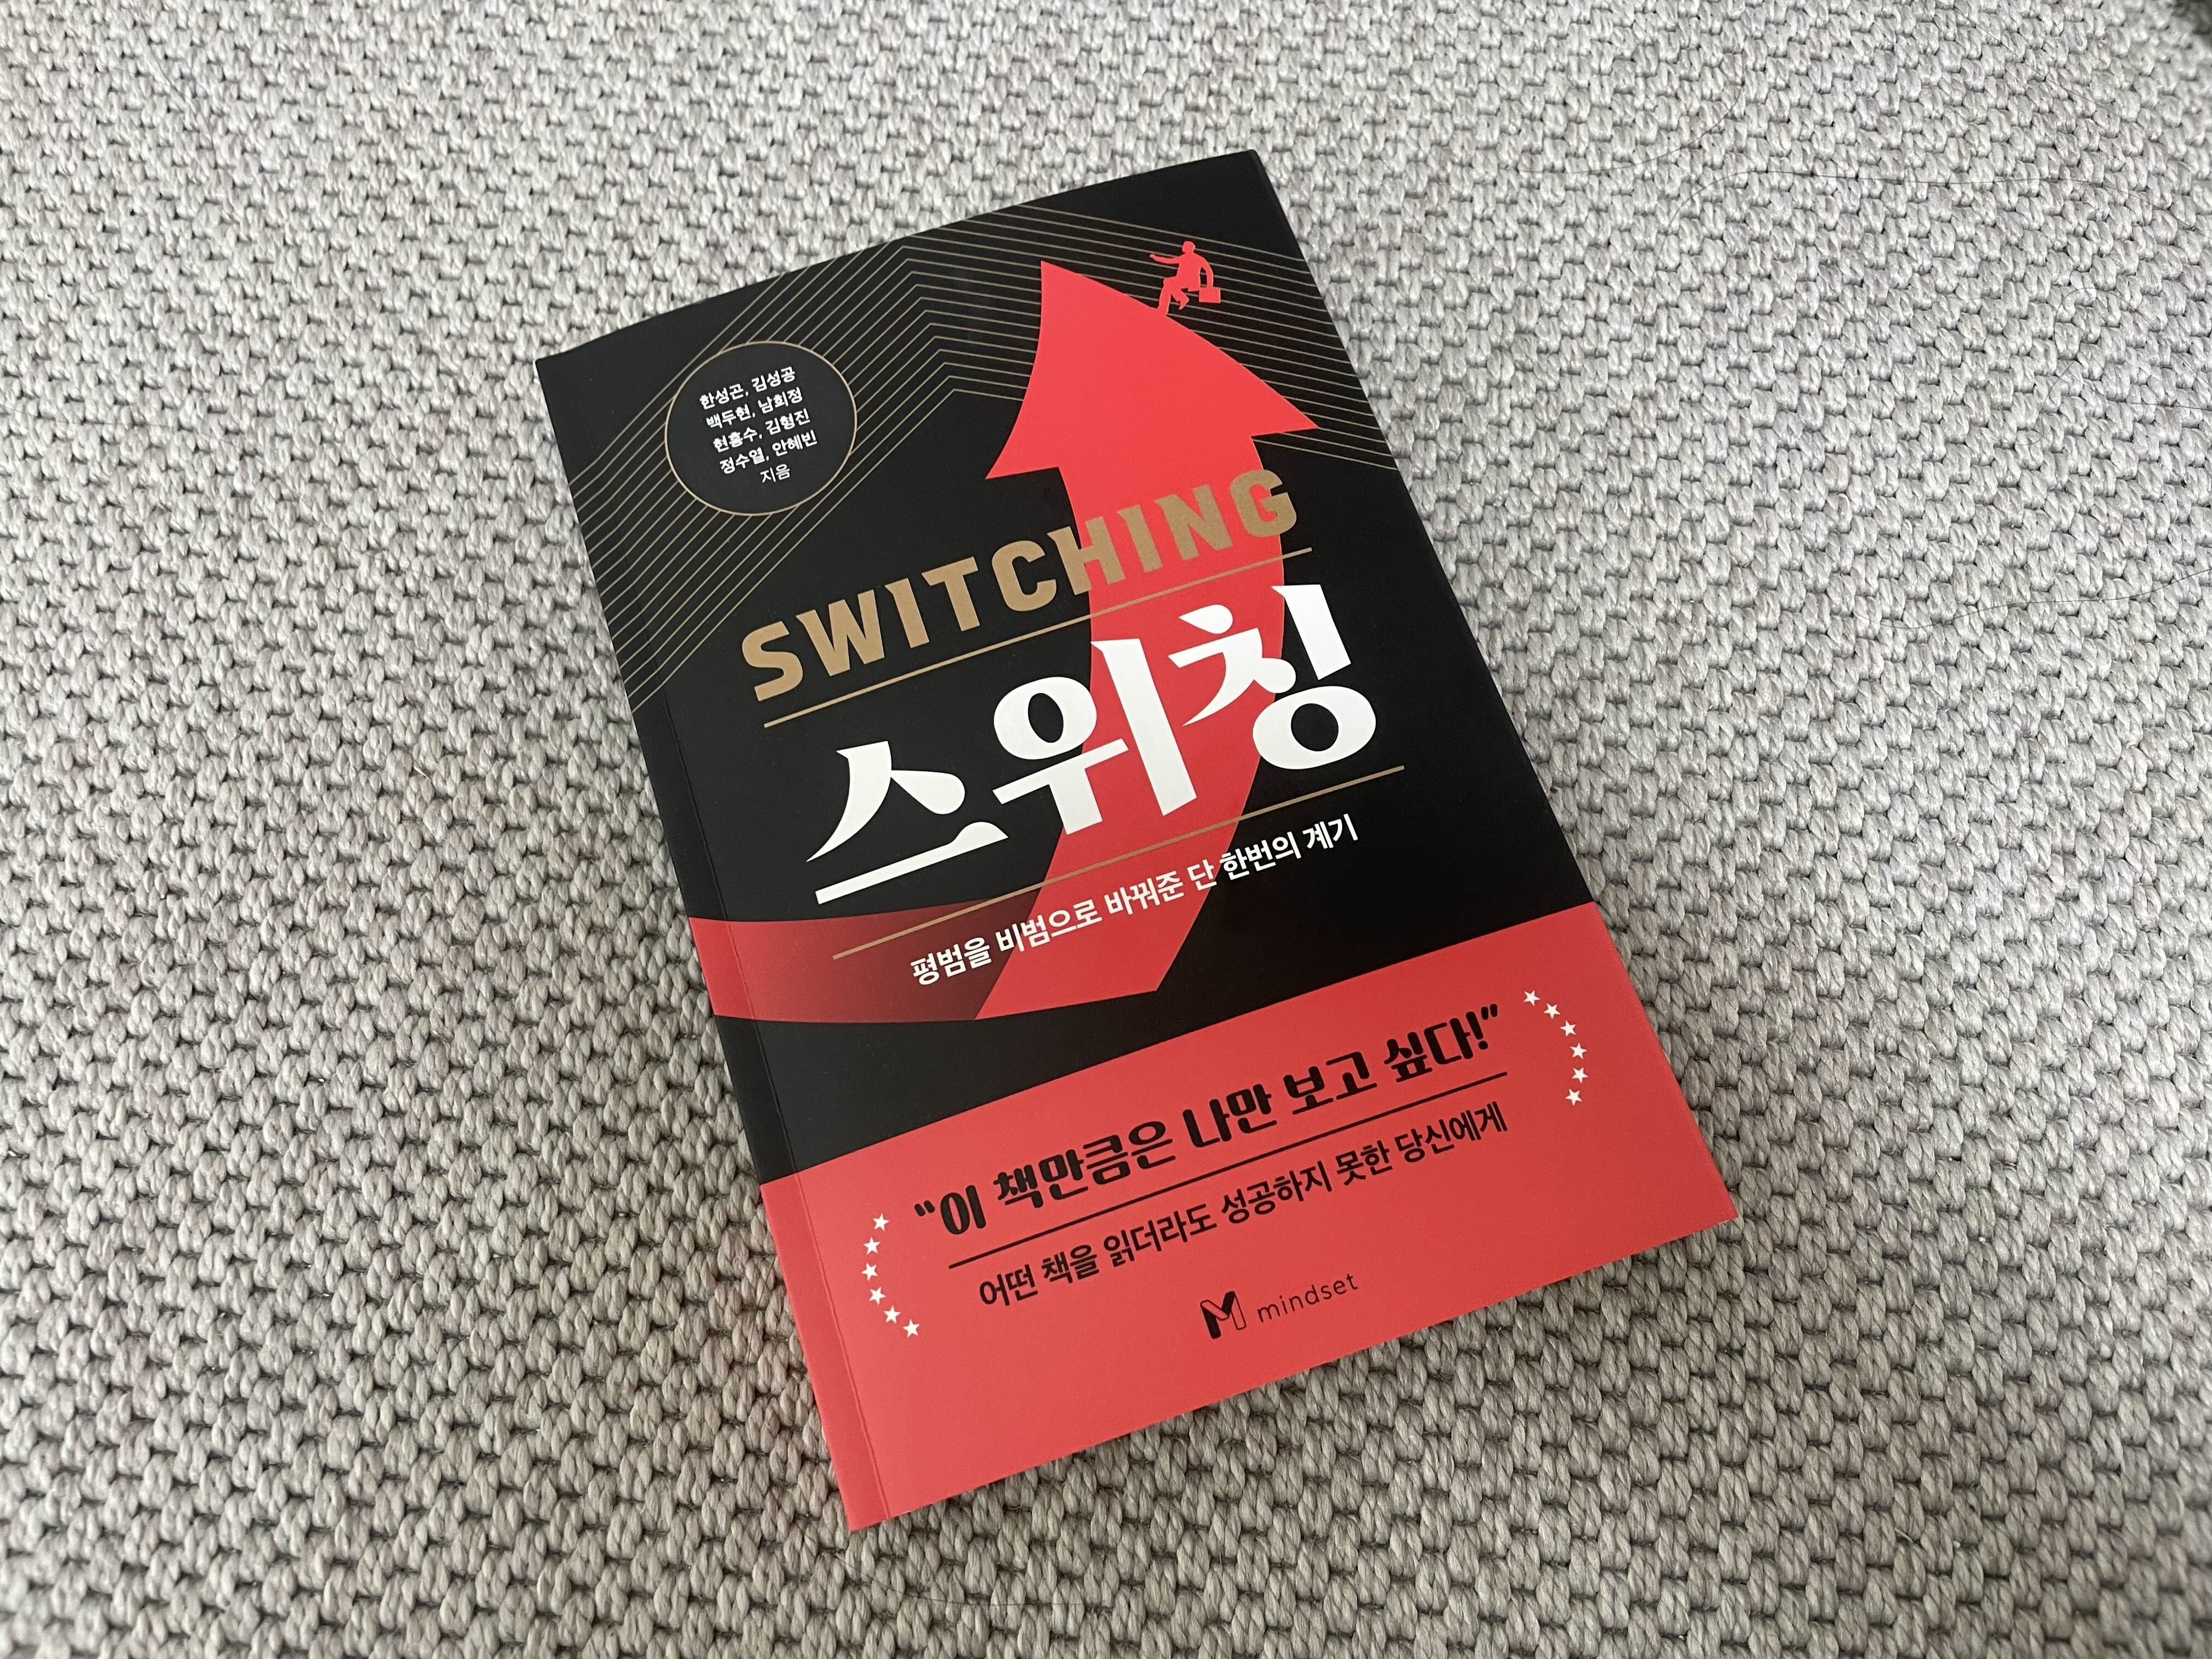 한성곤, 김성공
백두현, 남희정
현홍수, 김형진
정수열, 안혜빈
지음
SWITCHING
스위칭
평범을 비범으로 바꿔준 단 한번의 계기
“이 책만큼은 나만 보고 싶다!”
어떤 책을 읽더라도 성공하지 못한 당신에게
M mindset